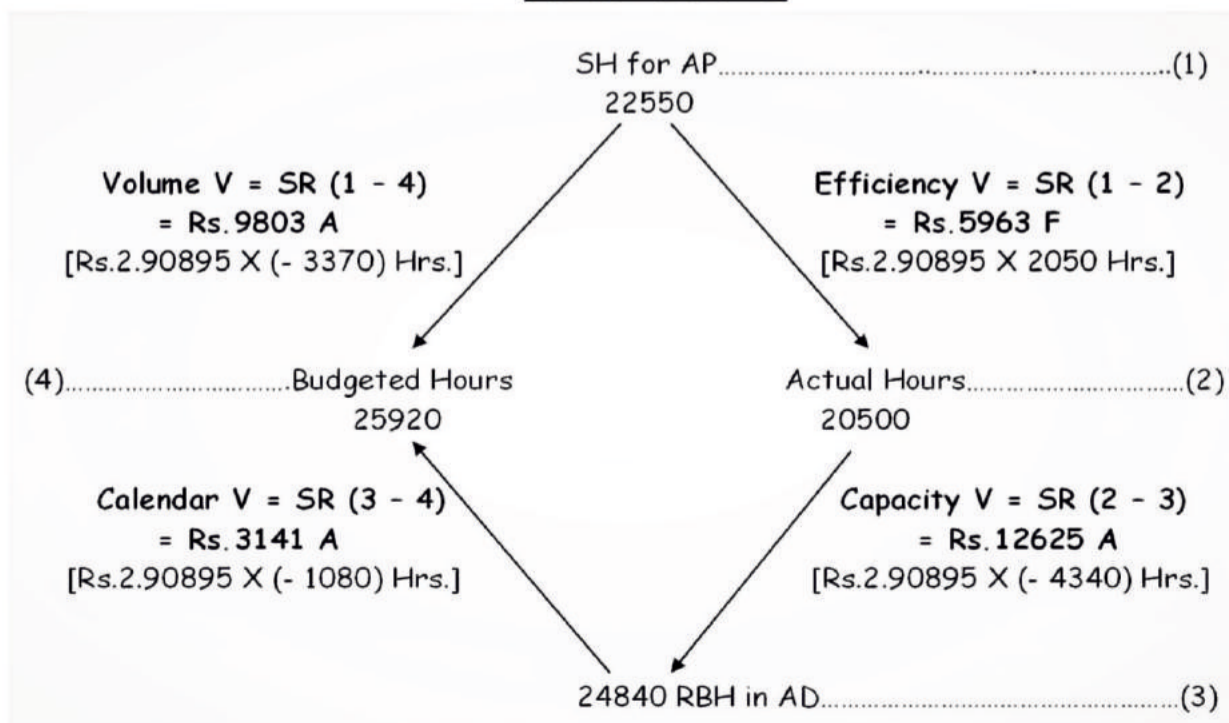 SH for AP........................................................(1)
22550
Volume V = SR (1 - 4)
= Rs.9803 A
[Rs.2.90895 X (- 3370) Hrs.]
Efficiency V = SR (1 - 2)
= Rs.5963 F
[Rs.2.90895 X 2050 Hrs.]
(4)............................Budgeted Hours
25920
Actual Hours...........................(2)
20500
Calendar V = SR (3 - 4)
= Rs.3141 A
[Rs.2.90895 X (- 1080) Hrs.]
Capacity V = SR (2 - 3)
= Rs.12625 A
[Rs.2.90895 X (- 4340) Hrs.]
24840 RBH in AD.............................................(3)